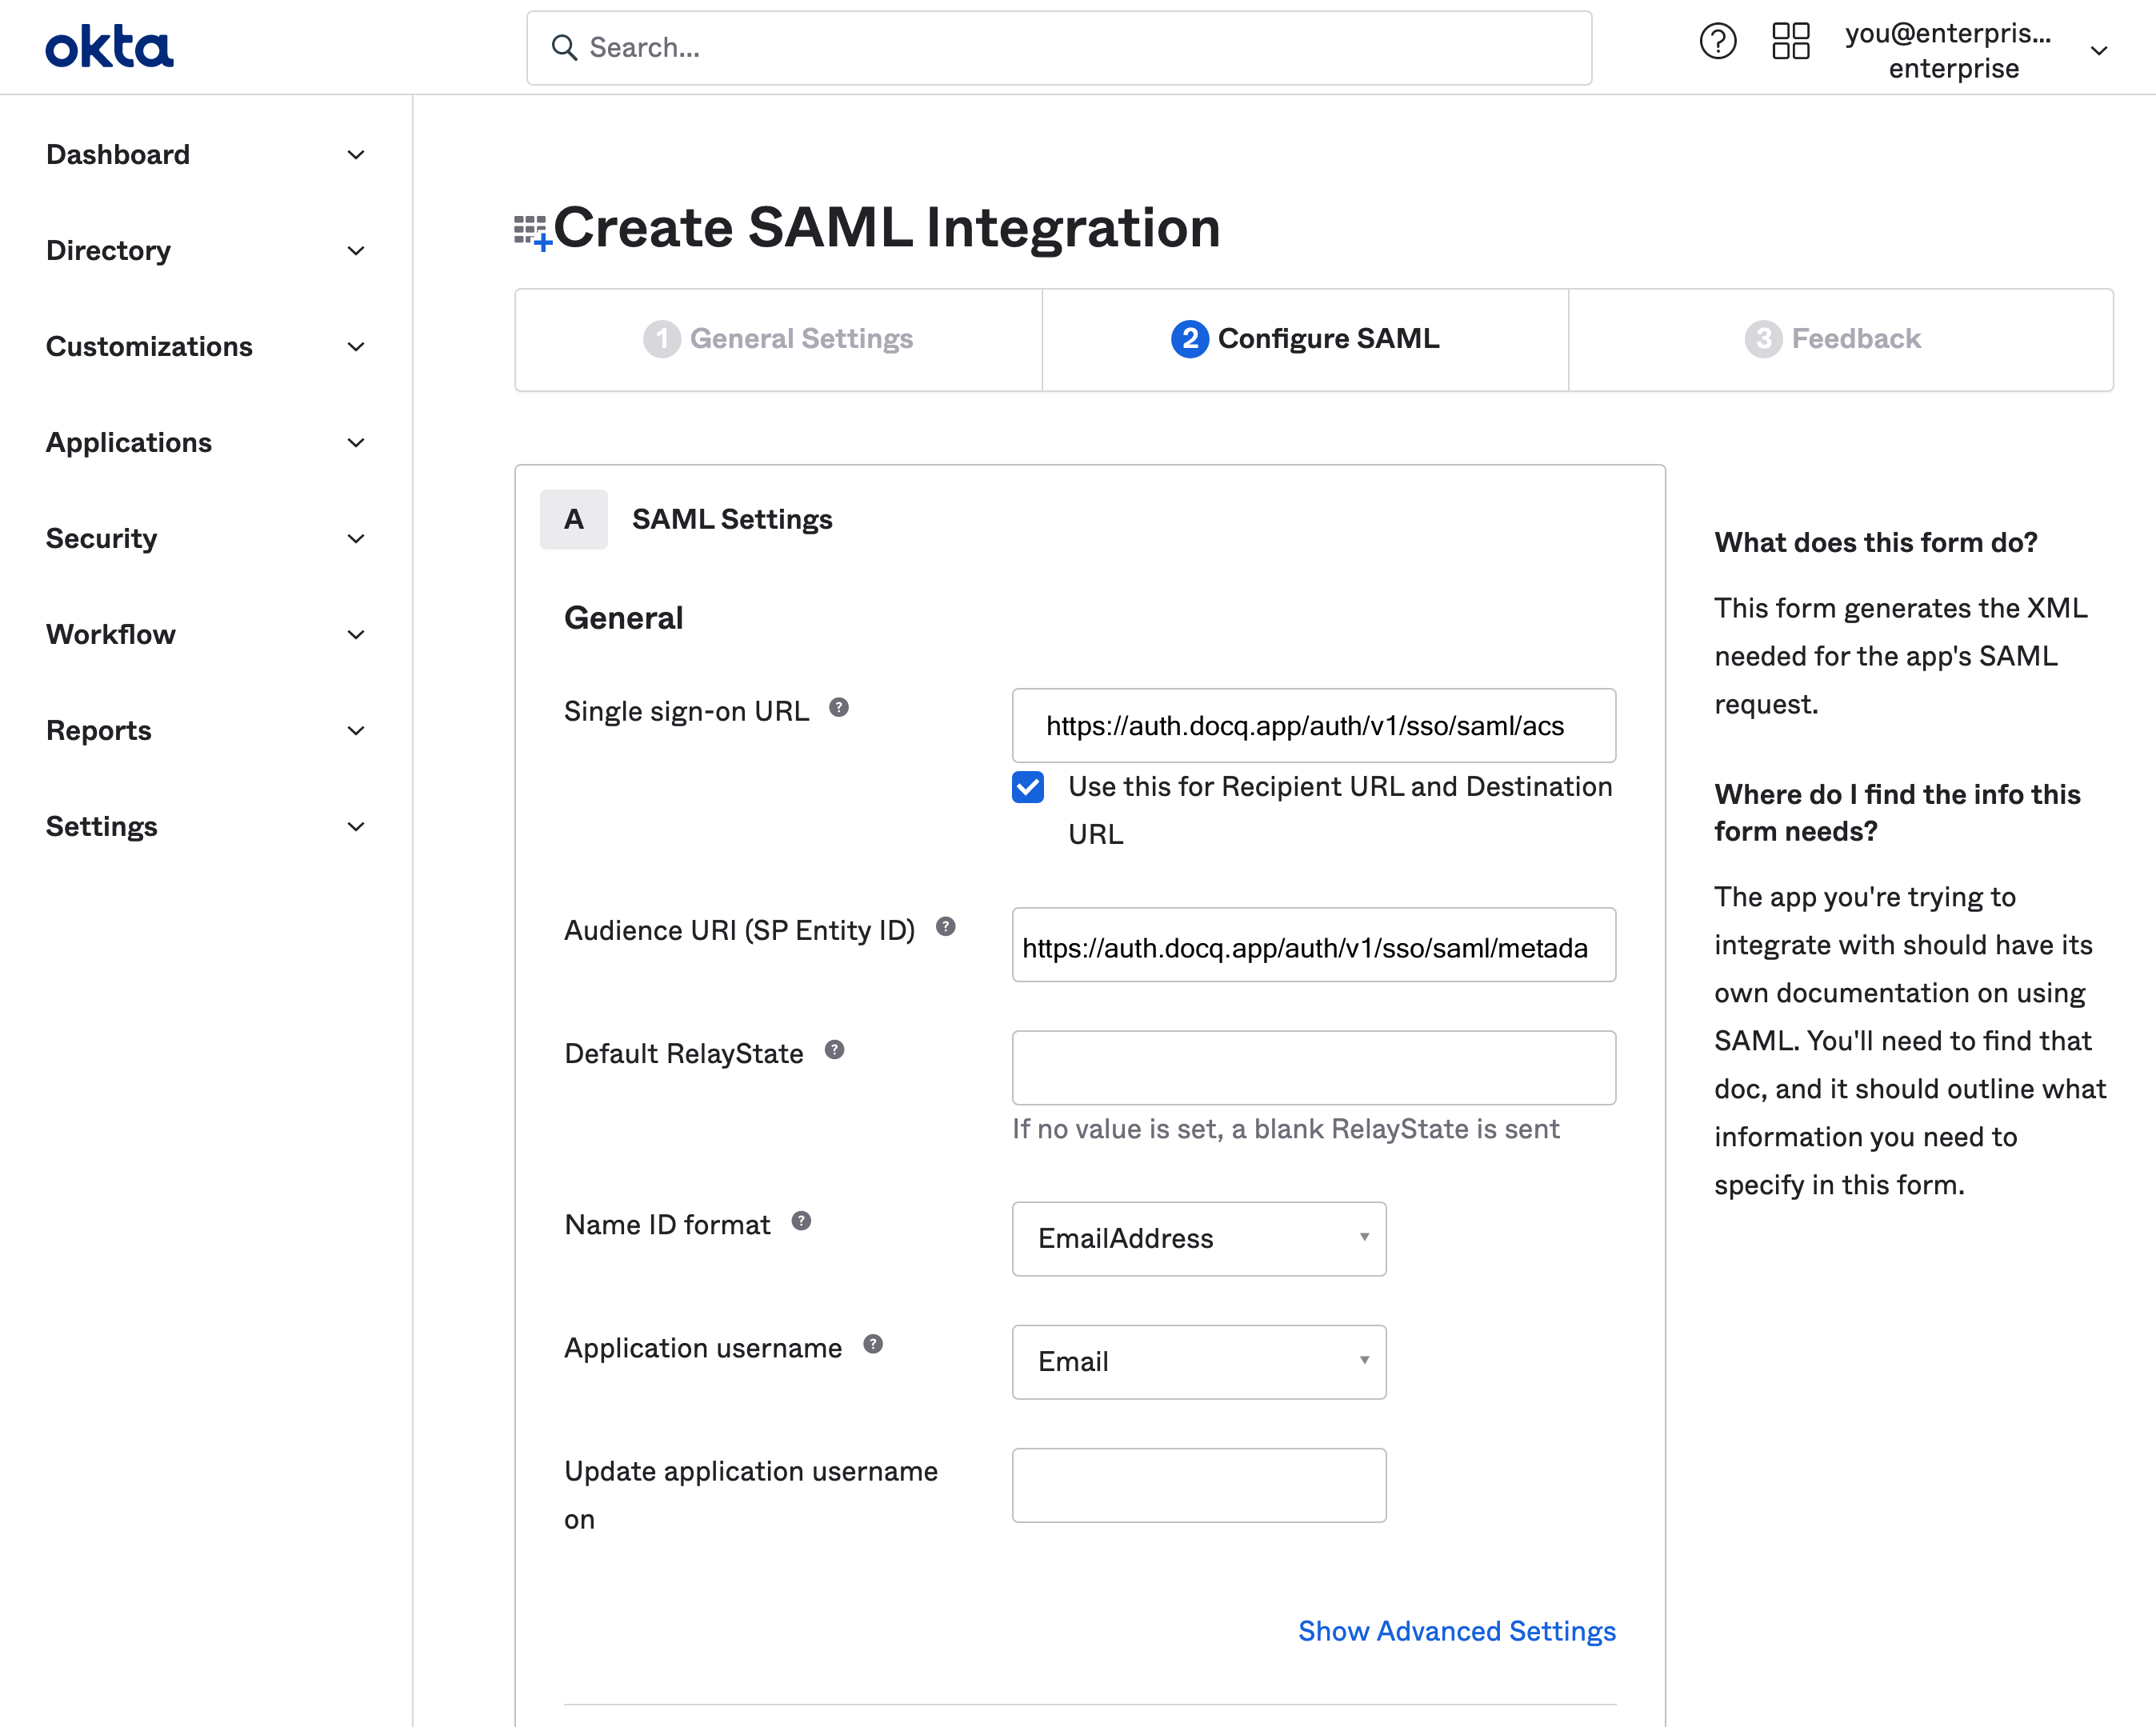 okta
Search...
you@enterpris...
enterprise
Dashboard
Directory
Customizations
Applications
Security
Workflow
Reports
Settings
Create SAML Integration
1 General Settings
2 Configure SAML
3 Feedback
A SAML Settings
General
Single sign-on URL ?
https://auth.docq.app/auth/v1/sso/saml/acs
Use this for Recipient URL and Destination
URL
Audience URI (SP Entity ID) ?
https://auth.docq.app/auth/v1/sso/saml/metada
Default RelayState ?
If no value is set, a blank RelayState is sent
Name ID format ?
EmailAddress
Application username ?
Email
Update application username
on
Show Advanced Settings
What does this form do?
This form generates the XML
needed for the app's SAML
request.
Where do I find the info this
form needs?
The app you're trying to
integrate with should have its
own documentation on using
SAML. You'll need to find that
doc, and it should outline what
information you need to
specify in this form.